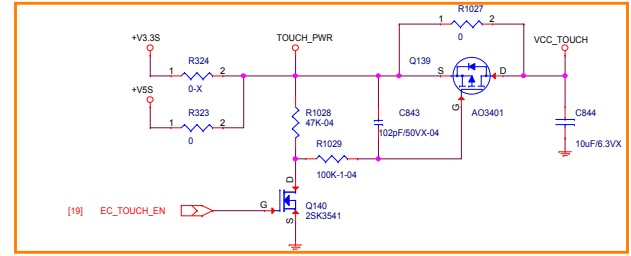 R1027
1 2
0
+V3.3S
TOUCH_PWR
VCC_TOUCH
R324
1 2
0-X
Q139
S D
G
AO3401
+V5S
R323
1 2
0
R1028
47K-04
C843
102pF/50VX-04
C844
10uF/6.3VX
R1029
100K-1-04
D
[19] EC_TOUCH_EN
G
Q140
2SK3541
S